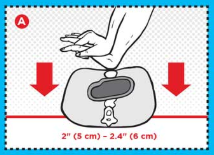 A
2" (5 cm) – 2.4" (6 cm)